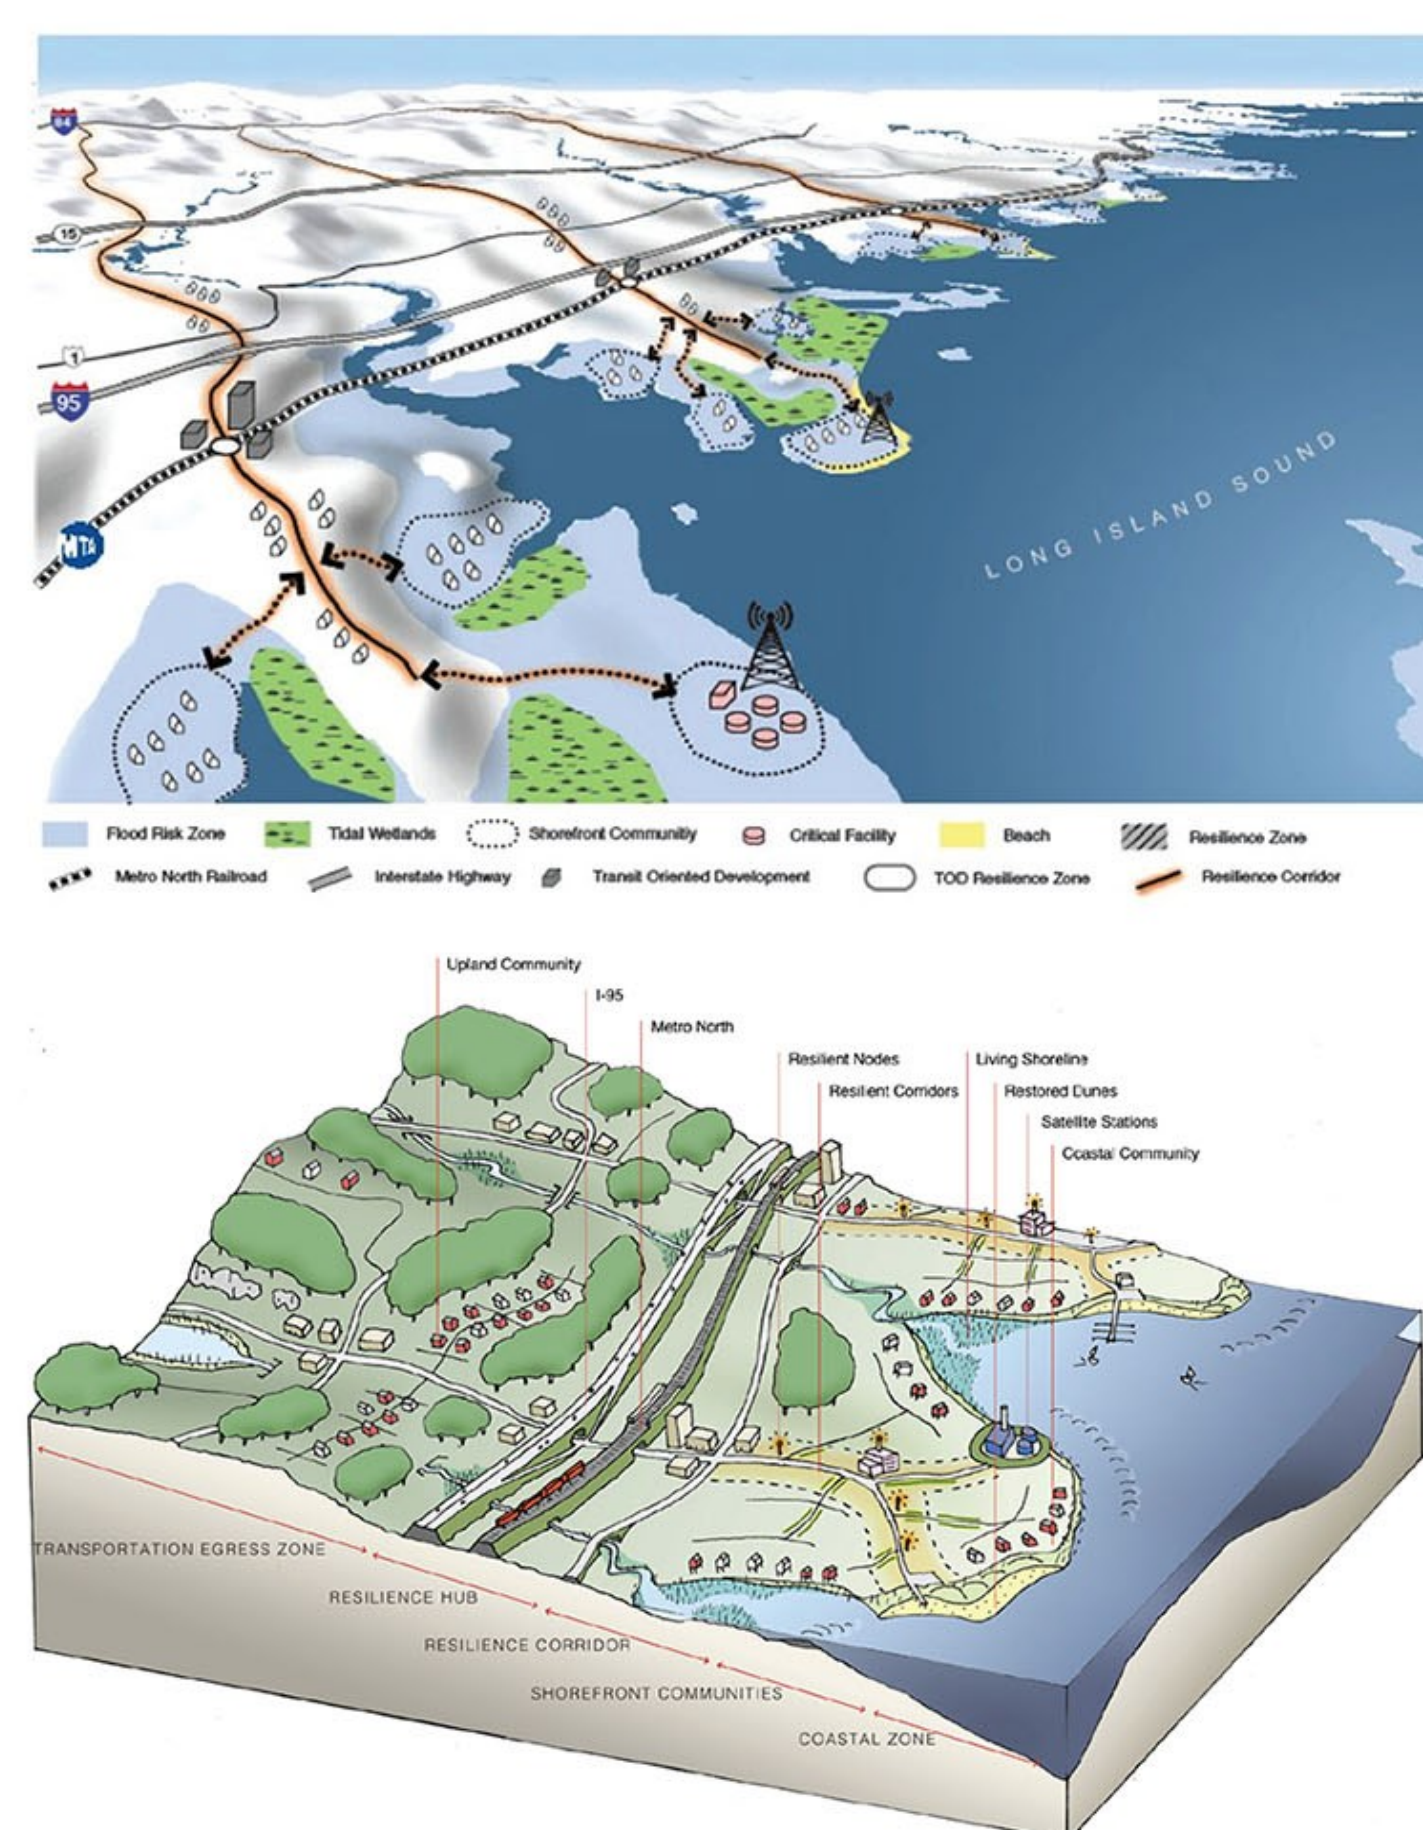 84
15
1
95
MTA
LONG ISLAND SOUND
Flood Risk Zone
Tidal Wetlands
Shorefront Communitiy
Critical Facility
Beach
Resilience Zone
Metro North Railroad
Interstate Highway
Transit Oriented Development
TOD Resilience Zone
Resilience Corridor
Upland Community
I-95
Metro North
Resilient Nodes
Living Shoreline
Resilient Corridors
Restored Dunes
Satellite Stations
Coastal Community
TRANSPORTATION EGRESS ZONE
RESILIENCE HUB
RESILIENCE CORRIDOR
SHOREFRONT COMMUNITIES
COASTAL ZONE